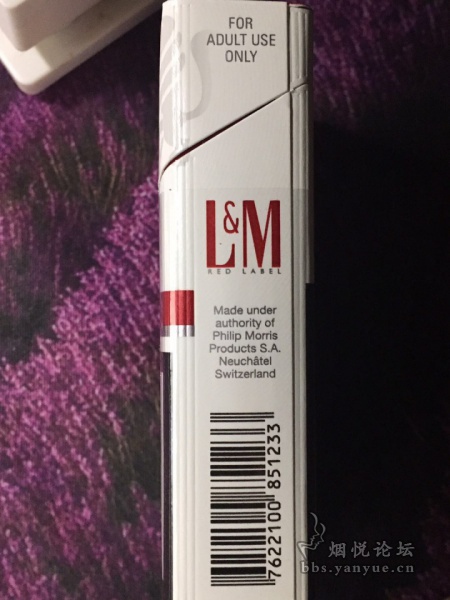 FOR
ADULT USE
ONLY
L&M
RED LABEL
Made under
authority of
Philip Morris
Products S.A.
Neuchâtel
Switzerland
7622100 851233
烟悦论坛
bbs.yanyue.cn